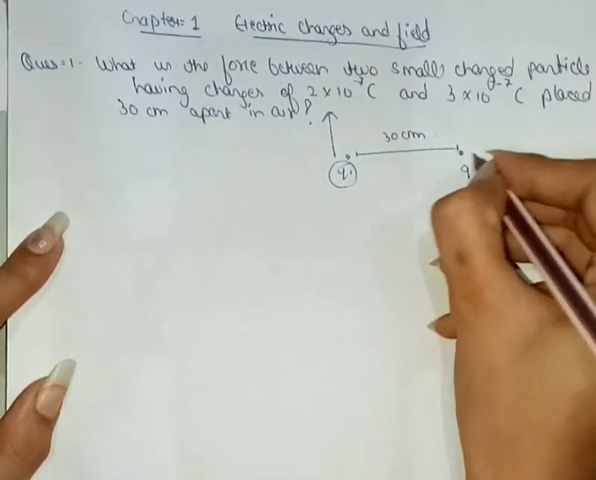 Chapter: 1 Electric charges and field
Ques: 1. What is the force between two small charged particle
having charges of 2 × 10⁻⁷ C and 3 × 10⁻⁷ C placed
30 cm apart in air?
30 cm
q₁ q